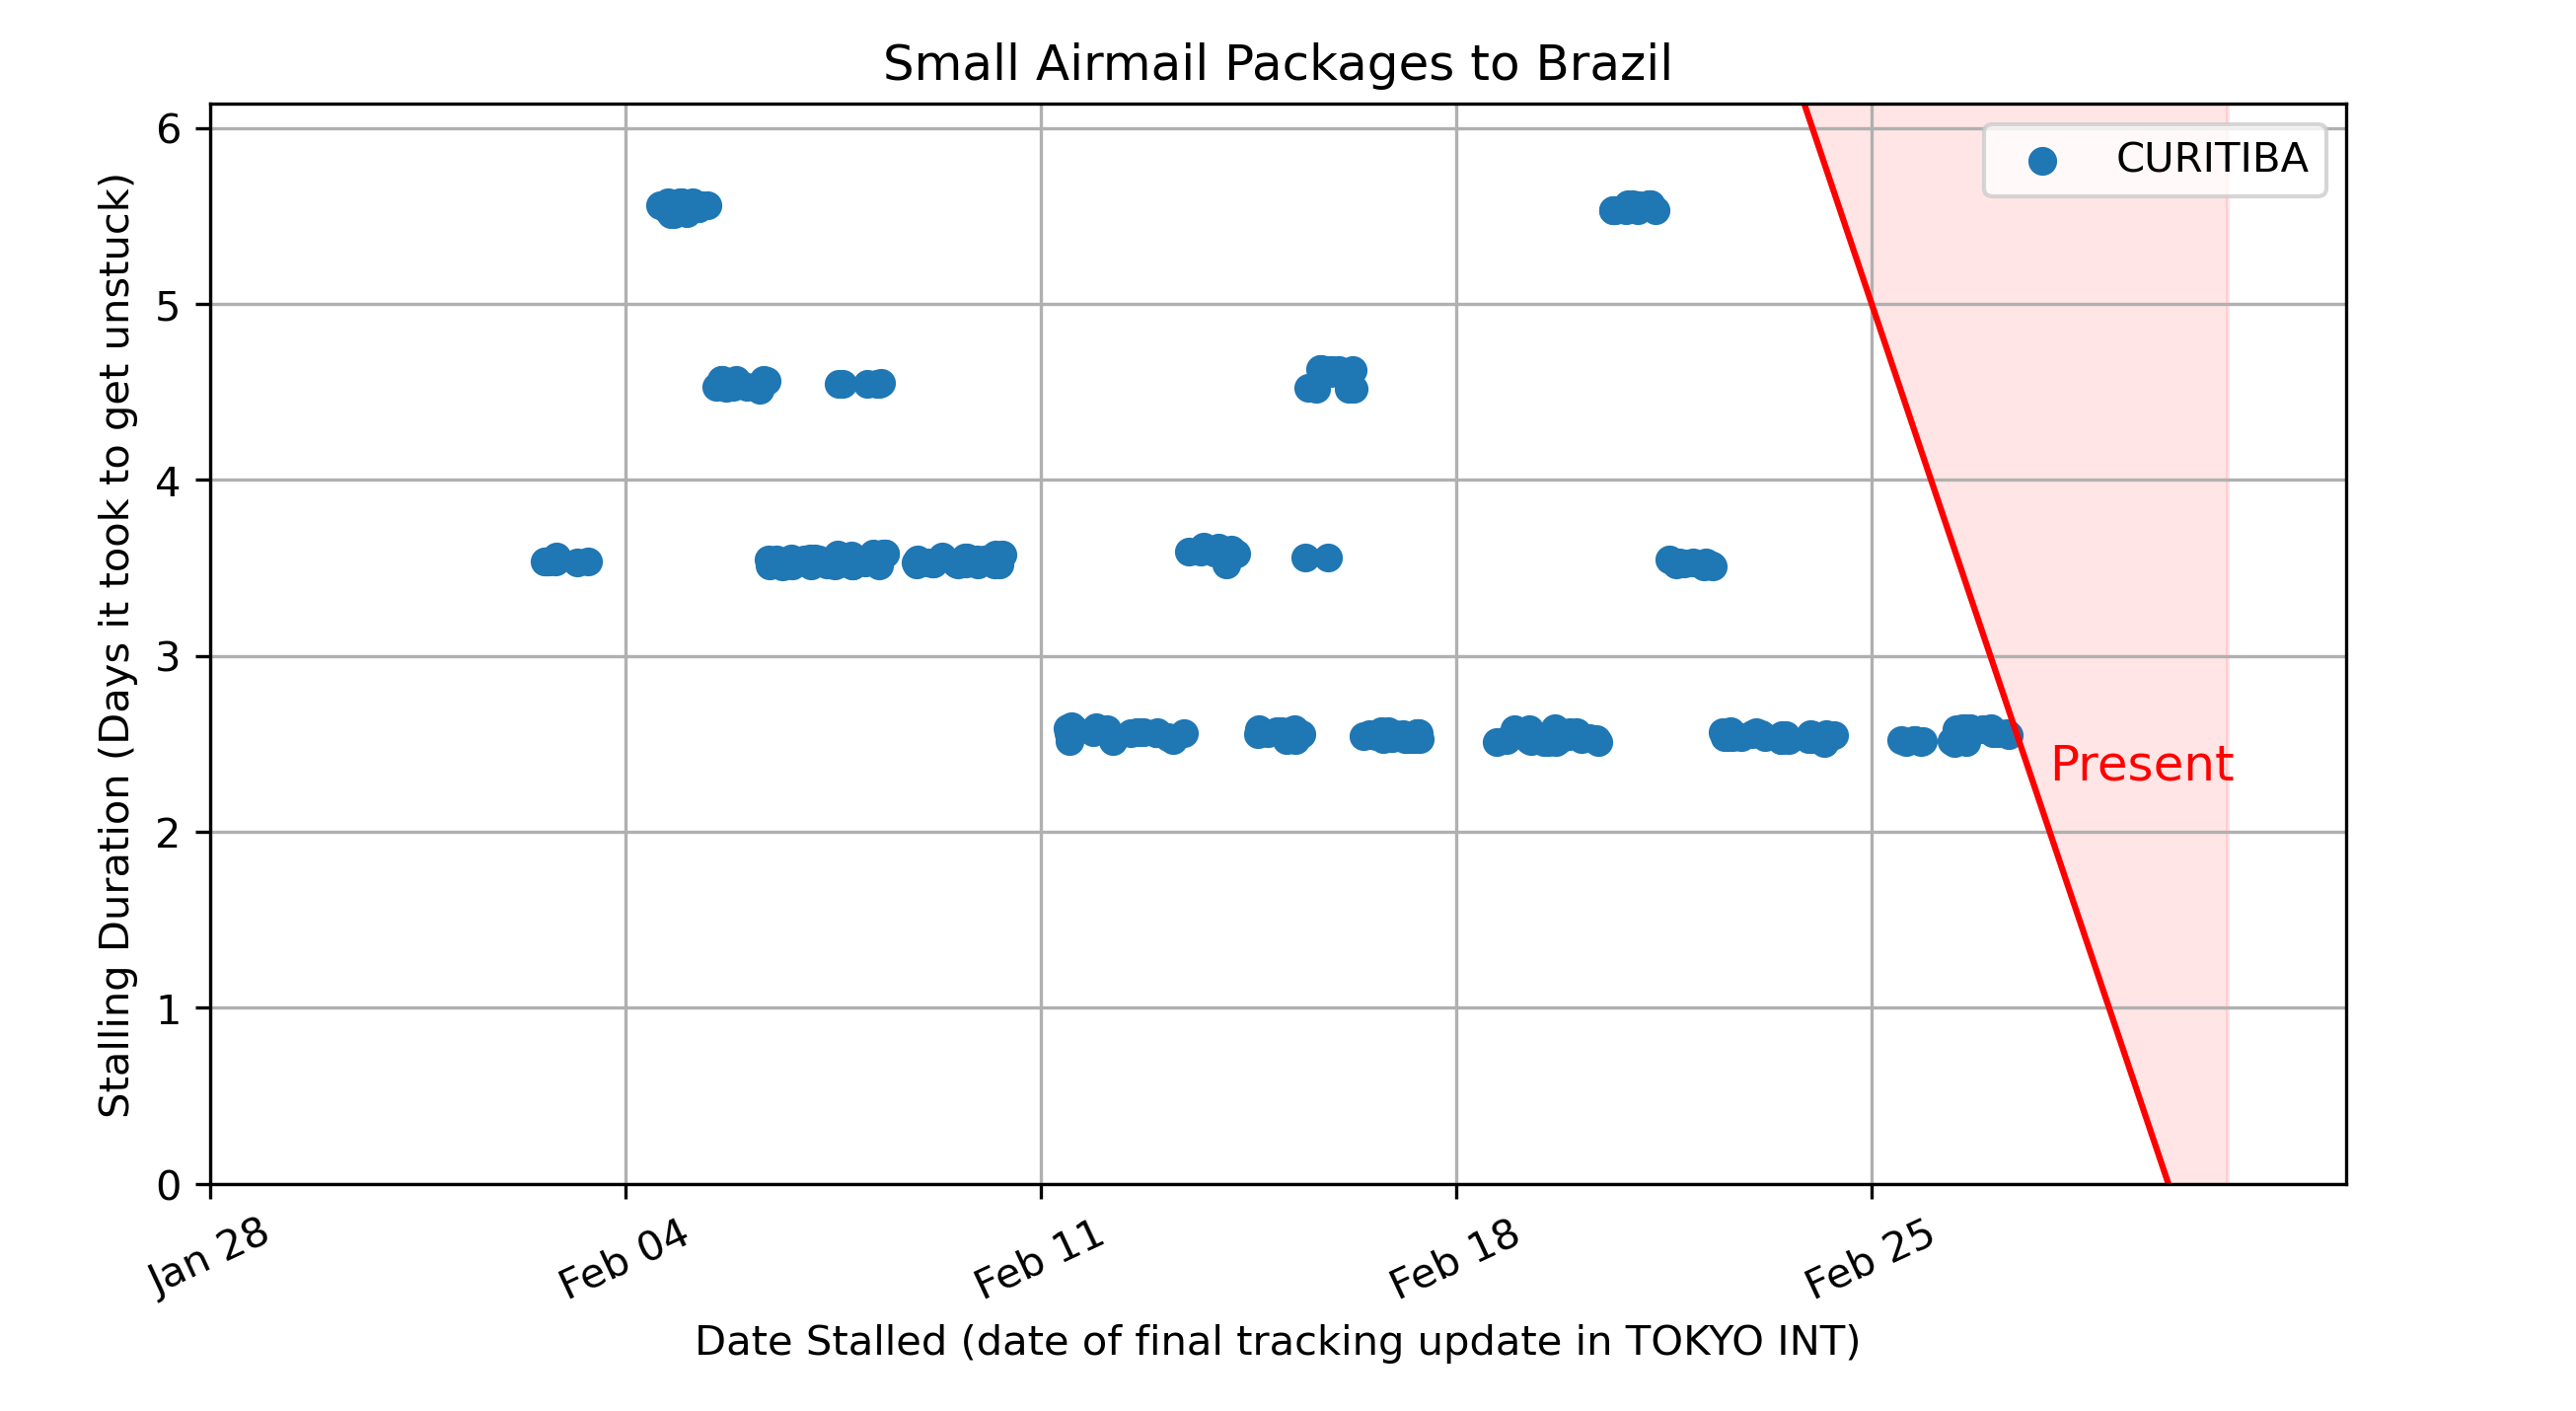 Small Airmail Packages to Brazil
CURITIBA
Stalling Duration (Days it took to get unstuck)
6
5
4
3
2
1
0
Present
Jan 28
Feb 04
Feb 11
Feb 18
Feb 25
Date Stalled (date of final tracking update in TOKYO INT)